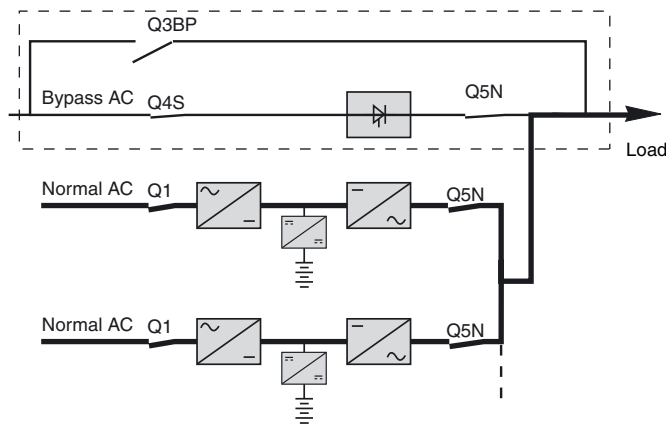 Q3BP
Bypass AC
Q4S
Q5N
Load
Normal AC
Q1
Q5N
Normal AC
Q1
Q5N